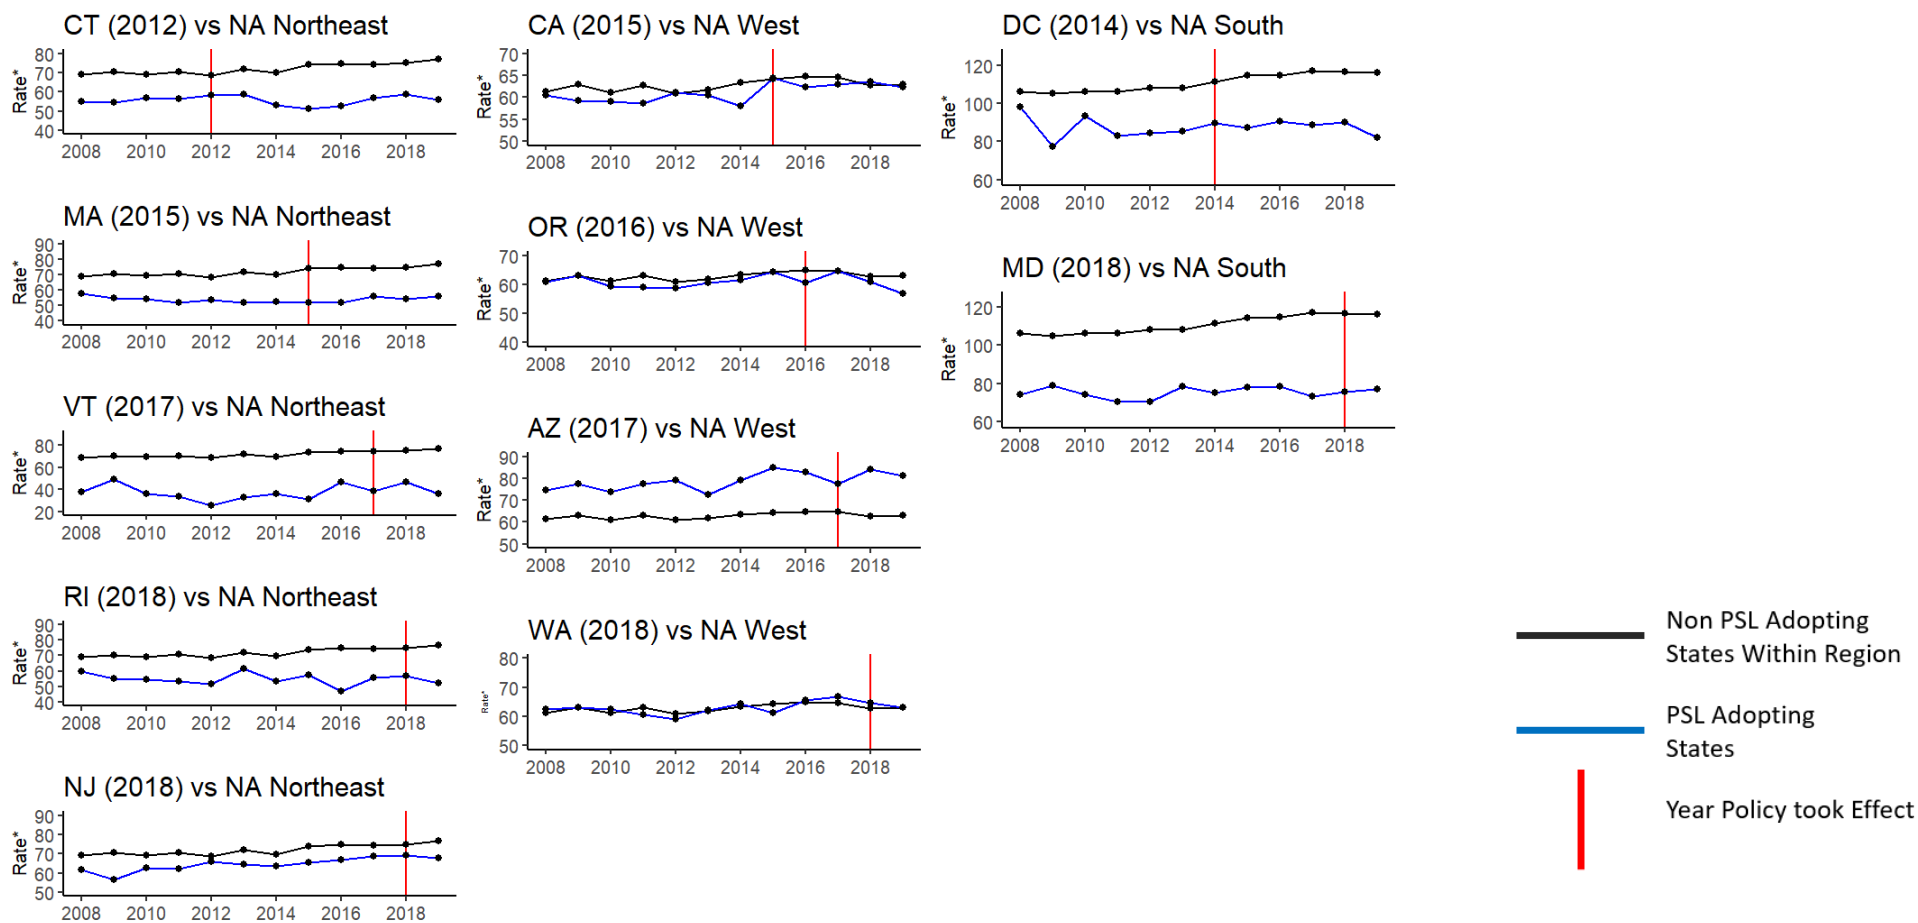 CT (2012) vs NA Northeast
80
70
60
50
40
Rate*
2008 2010 2012 2014 2016 2018
MA (2015) vs NA Northeast
90
80
70
60
50
40
Rate*
2008 2010 2012 2014 2016 2018
VT (2017) vs NA Northeast
80
60
40
20
Rate*
2008 2010 2012 2014 2016 2018
RI (2018) vs NA Northeast
90
80
70
60
50
40
Rate*
2008 2010 2012 2014 2016 2018
NJ (2018) vs NA Northeast
90
80
70
60
50
Rate*
2008 2010 2012 2014 2016 2018
CA (2015) vs NA West
70
65
60
55
50
Rate*
2008 2010 2012 2014 2016 2018
OR (2016) vs NA West
70
60
50
40
Rate*
2008 2010 2012 2014 2016 2018
AZ (2017) vs NA West
90
80
70
60
50
Rate*
2008 2010 2012 2014 2016 2018
WA (2018) vs NA West
80
70
60
50
Rate*
2008 2010 2012 2014 2016 2018
DC (2014) vs NA South
120
100
80
60
Rate*
2008 2010 2012 2014 2016 2018
MD (2018) vs NA South
120
100
80
60
Rate*
2008 2010 2012 2014 2016 2018
Non PSL Adopting
States Within Region
PSL Adopting
States
Year Policy took Effect